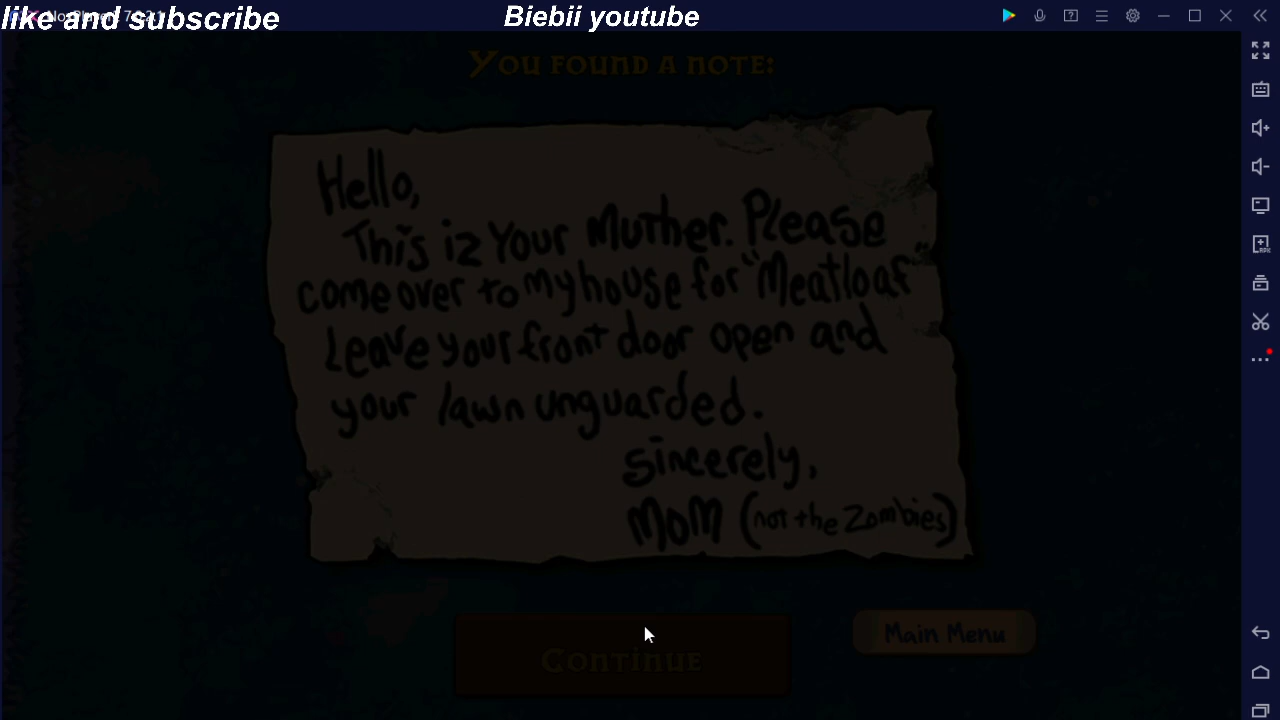 like and subscribe
Biebii youtube
You found a note:
Hello,
This iz Your Muther. Please
come over to my house for "Meatloaf
Leave your front door open and
your lawn unguarded.
sincerely,
MOM (not the Zombies)
Continue
Main Menu